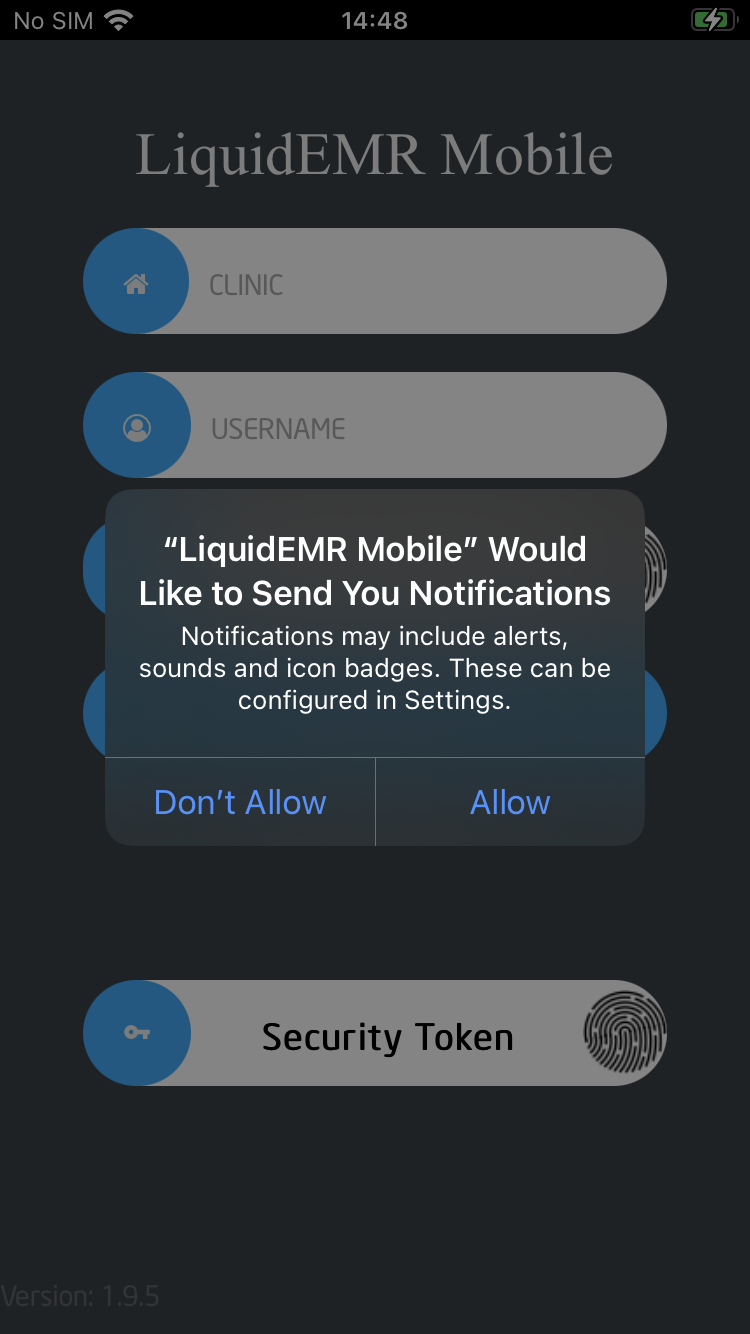 No SIM 14:48
LiquidEMR Mobile
CLINIC
USERNAME
“LiquidEMR Mobile” Would
Like to Send You Notifications
Notifications may include alerts,
sounds and icon badges. These can be
configured in Settings.
Don’t Allow Allow
Security Token
Version: 1.9.5